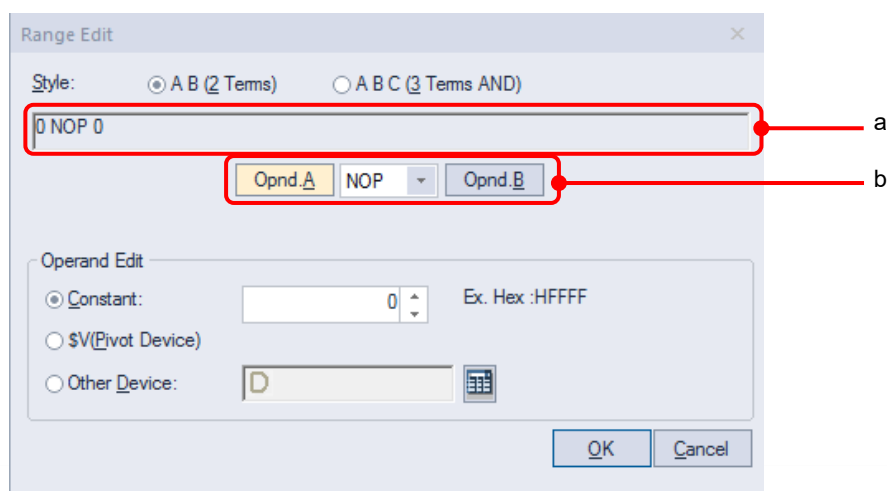 Range Edit
Style: A B (2 Terms) A B C (3 Terms AND)
0 NOP 0
a
Opnd.A NOP Opnd.B
b
Operand Edit
Constant: 0 Ex. Hex :HFFFF
$V(Pivot Device)
Other Device: D
OK Cancel